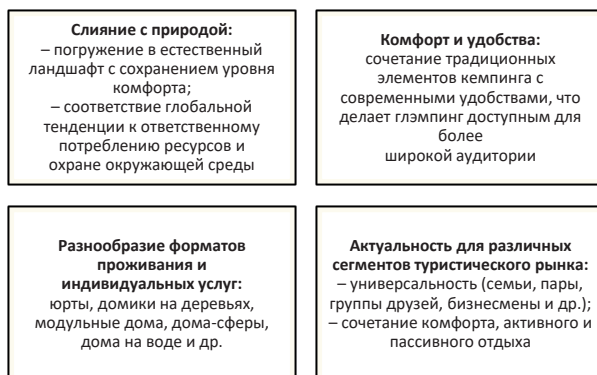 Слияние с природой:
– погружение в естественный
ландшафт с сохранением уровня
комфорта;
– соответствие глобальной
тенденции к ответственному
потреблению ресурсов и
охране окружающей среды
Комфорт и удобства:
сочетание традиционных
элементов кемпинга с
современными удобствами, что
делает глэмпинг доступным для
более
широкой аудитории
Разнообразие форматов
проживания и
индивидуальных услуг:
юрты, домики на деревьях,
модульные дома, дома-сферы,
дома на воде и др.
Актуальность для различных
сегментов туристического рынка:
– универсальность (семьи, пары,
группы друзей, бизнесмены и др.);
– сочетание комфорта, активного и
пассивного отдыха